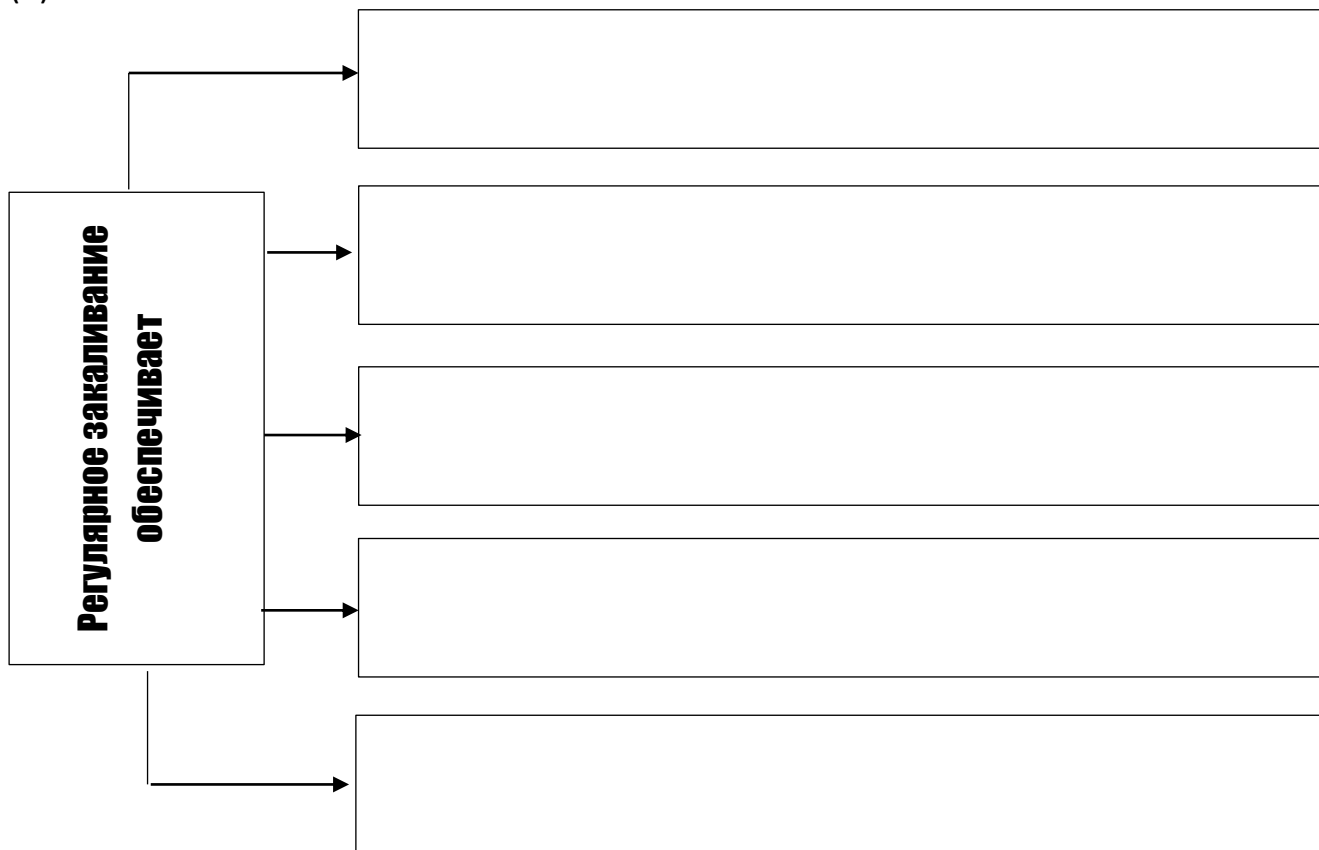 Регулярное закаливание
обеспечивает